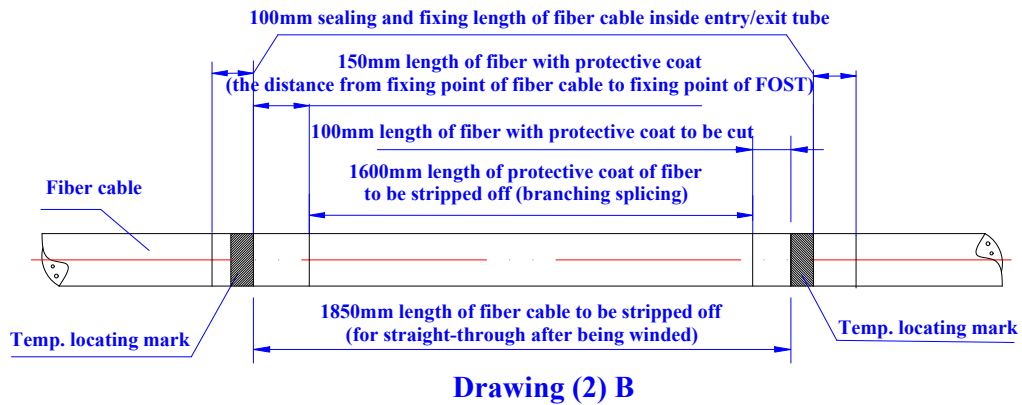 100mm sealing and fixing length of fiber cable inside entry/exit tube
150mm length of fiber with protective coat
(the distance from fixing point of fiber cable to fixing point of FOST)
100mm length of fiber with protective coat to be cut
1600mm length of protective coat of fiber
to be stripped off (branching splicing)
Fiber cable
1850mm length of fiber cable to be stripped off
(for straight-through after being winded)
Temp. locating mark
Temp. locating mark
Drawing (2) B